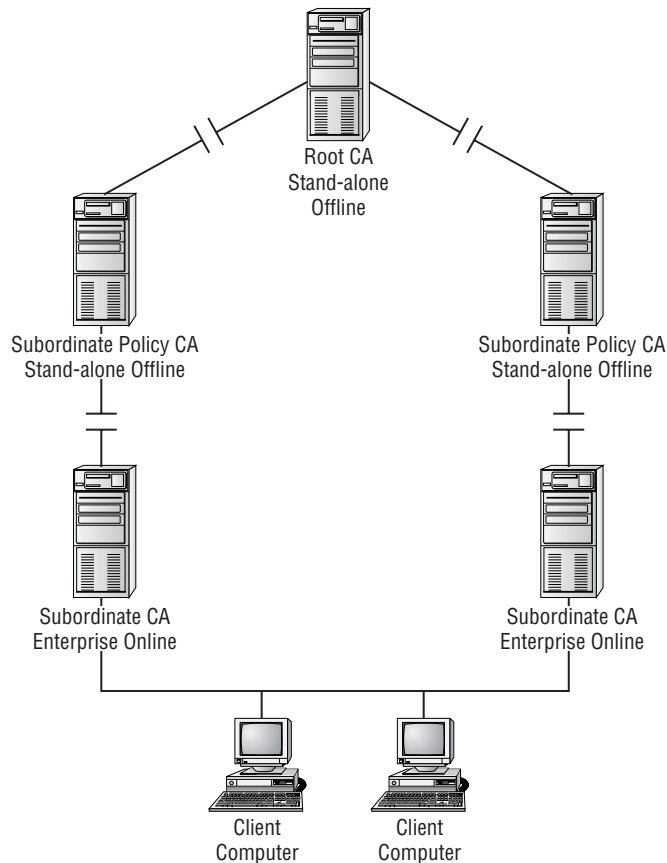 Root CA
Stand-alone
Offline
Subordinate Policy CA
Stand-alone Offline
Subordinate Policy CA
Stand-alone Offline
Subordinate CA
Enterprise Online
Subordinate CA
Enterprise Online
Client
Computer
Client
Computer